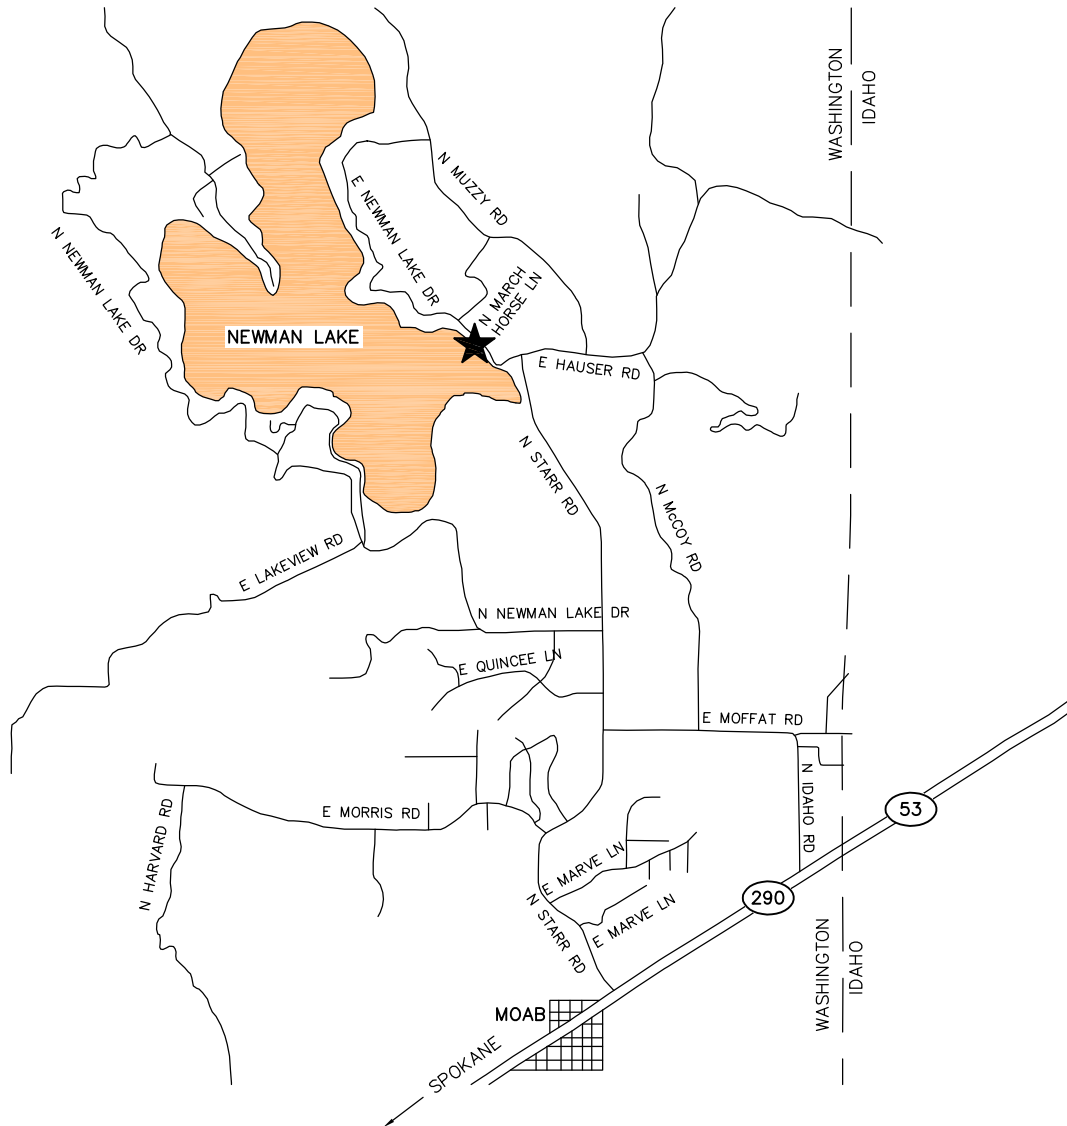 WASHINGTON
IDAHO
N MUZZY RD
E NEWMAN LAKE DR
N NEWMAN LAKE DR
N MARCH
HORSE LN
NEWMAN LAKE
E HAUSER RD
N STARR RD
N McCOY RD
E LAKEVIEW RD
N NEWMAN LAKE DR
E QUINCEE LN
E MOFFAT RD
N IDAHO RD
E MORRIS RD
N HARVARD RD
53
E MARVE LN
290
N STARR RD
E MARVE LN
WASHINGTON
IDAHO
MOAB
SPOKANE